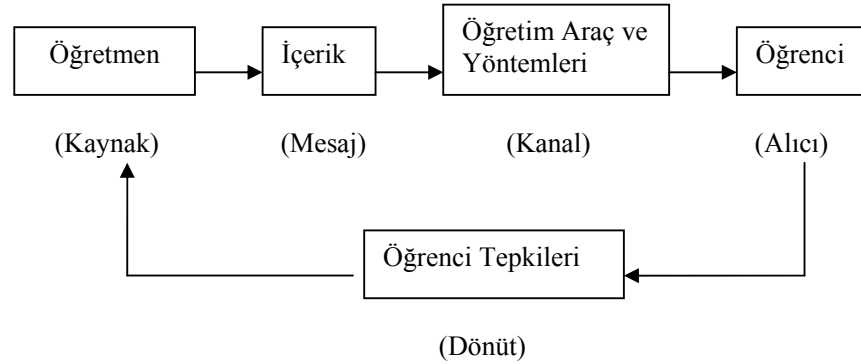 Öğretmen
İçerik
Öğretim Araç ve
Yöntemleri
Öğrenci
(Kaynak)
(Mesaj)
(Kanal)
(Alıcı)
Öğrenci Tepkileri
(Dönüt)